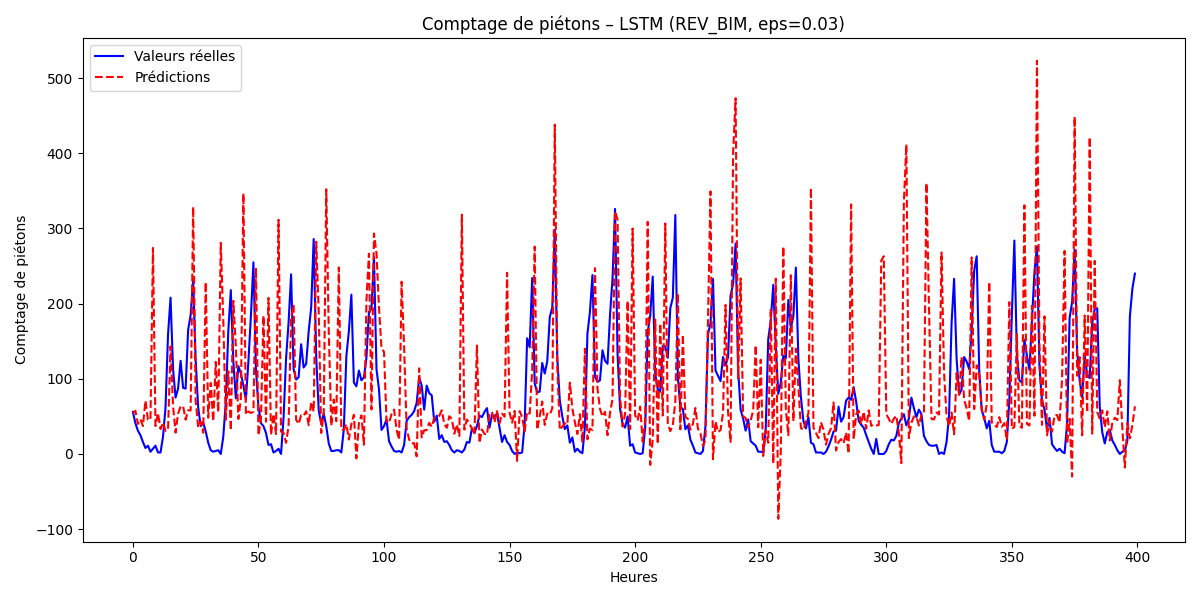 Comptage de piétons – LSTM (REV_BIM, eps=0.03)
Valeurs réelles
Prédictions
Comptage de piétons
500
400
300
200
100
0
−100
0 50 100 150 200 250 300 350 400
Heures